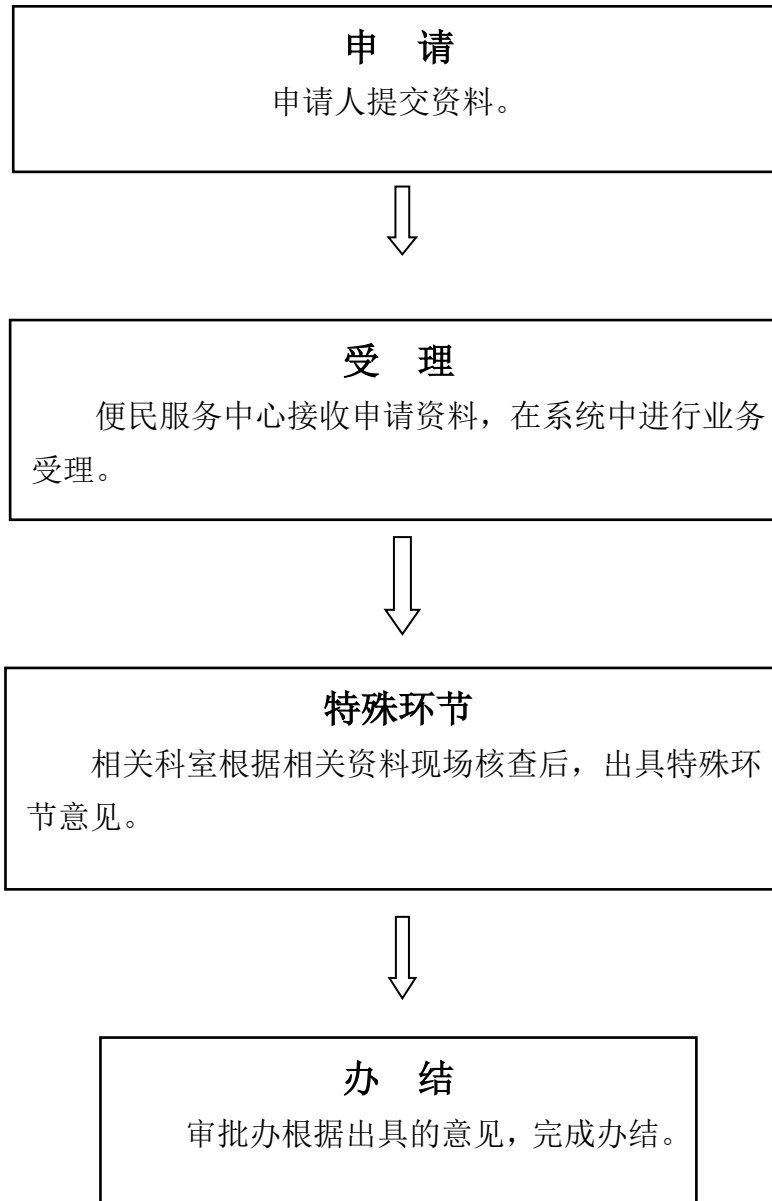 申 请
申请人提交资料。
受 理
便民服务中心接收申请资料，在系统中进行业务
受理。
特殊环节
相关科室根据相关资料现场核查后，出具特殊环
节意见。
办 结
审批办根据出具的意见，完成办结。